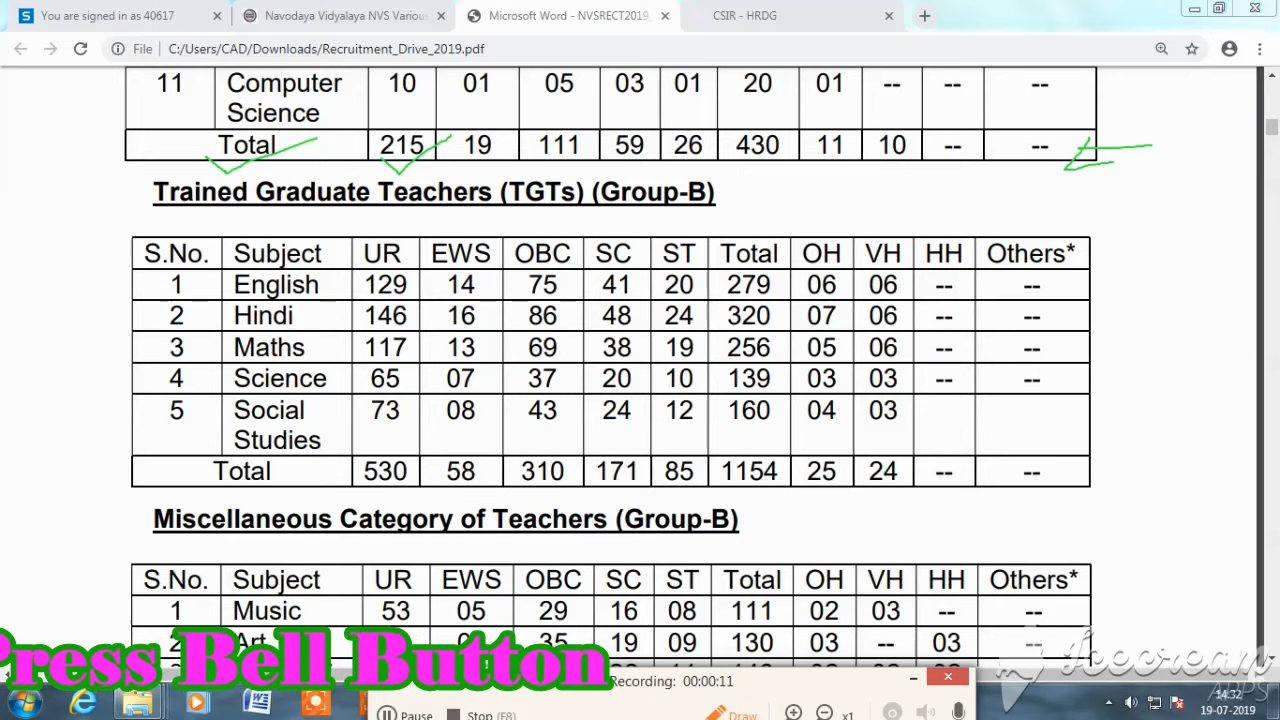 You are signed in as 40617
Navodaya Vidyalaya NVS Variou
Microsoft Word - NVSRECT2019
CSIR - HRDG
File C:/Users/CAD/Downloads/Recruitment_Drive_2019.pdf
11 Computer Science 10 01 05 03 01 20 01 -- -- --
Total 215 19 111 59 26 430 11 10 -- --
Trained Graduate Teachers (TGTs) (Group-B)
S.No. Subject UR EWS OBC SC ST Total OH VH HH Others*
1 English 129 14 75 41 20 279 06 06 -- --
2 Hindi 146 16 86 48 24 320 07 06 -- --
3 Maths 117 13 69 38 19 256 05 06 -- --
4 Science 65 07 37 20 10 139 03 03 -- --
5 Social Studies 73 08 43 24 12 160 04 03
Total 530 58 310 171 85 1154 25 24 -- --
Miscellaneous Category of Teachers (Group-B)
S.No. Subject UR EWS OBC SC ST Total OH VH HH Others*
1 Music 53 05 29 16 08 111 02 03 -- --
2 Art 35 19 09 130 03 -- 03 --
Press Bell Button
Recording: 00:00:11
Pause Stop (F8) Draw x1
Icecream
APPS
14:32
19-07-2019